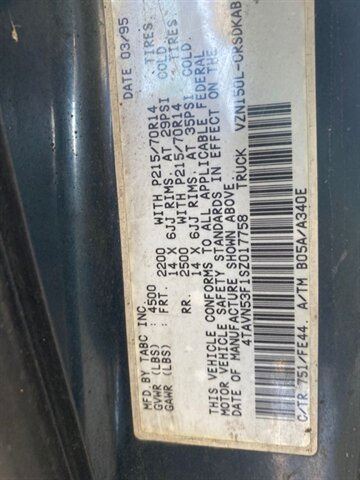 MFD BY TABC INC DATE 03/95
GVWR (LBS) : 4500
GAWR (LBS) FRT. 2200 WITH P215/70R14 TIRES.
14 X 6JJ RIMS. AT 29PSI COLD.
RR. 2500 WITH P215/70R14 TIRES.
14 X 6JJ RIMS. AT 35PSI COLD
THIS VEHICLE CONFORMS TO ALL APPLICABLE FEDERAL
MOTOR VEHICLE SAFETY STANDARDS IN EFFECT ON THE
DATE OF MANUFACTURE SHOWN ABOVE.
4TAVN53F1SZ017758 TRUCK VZN150L-CRSDKAB
C/TR 751/FE44. A/TM B05A/A340E